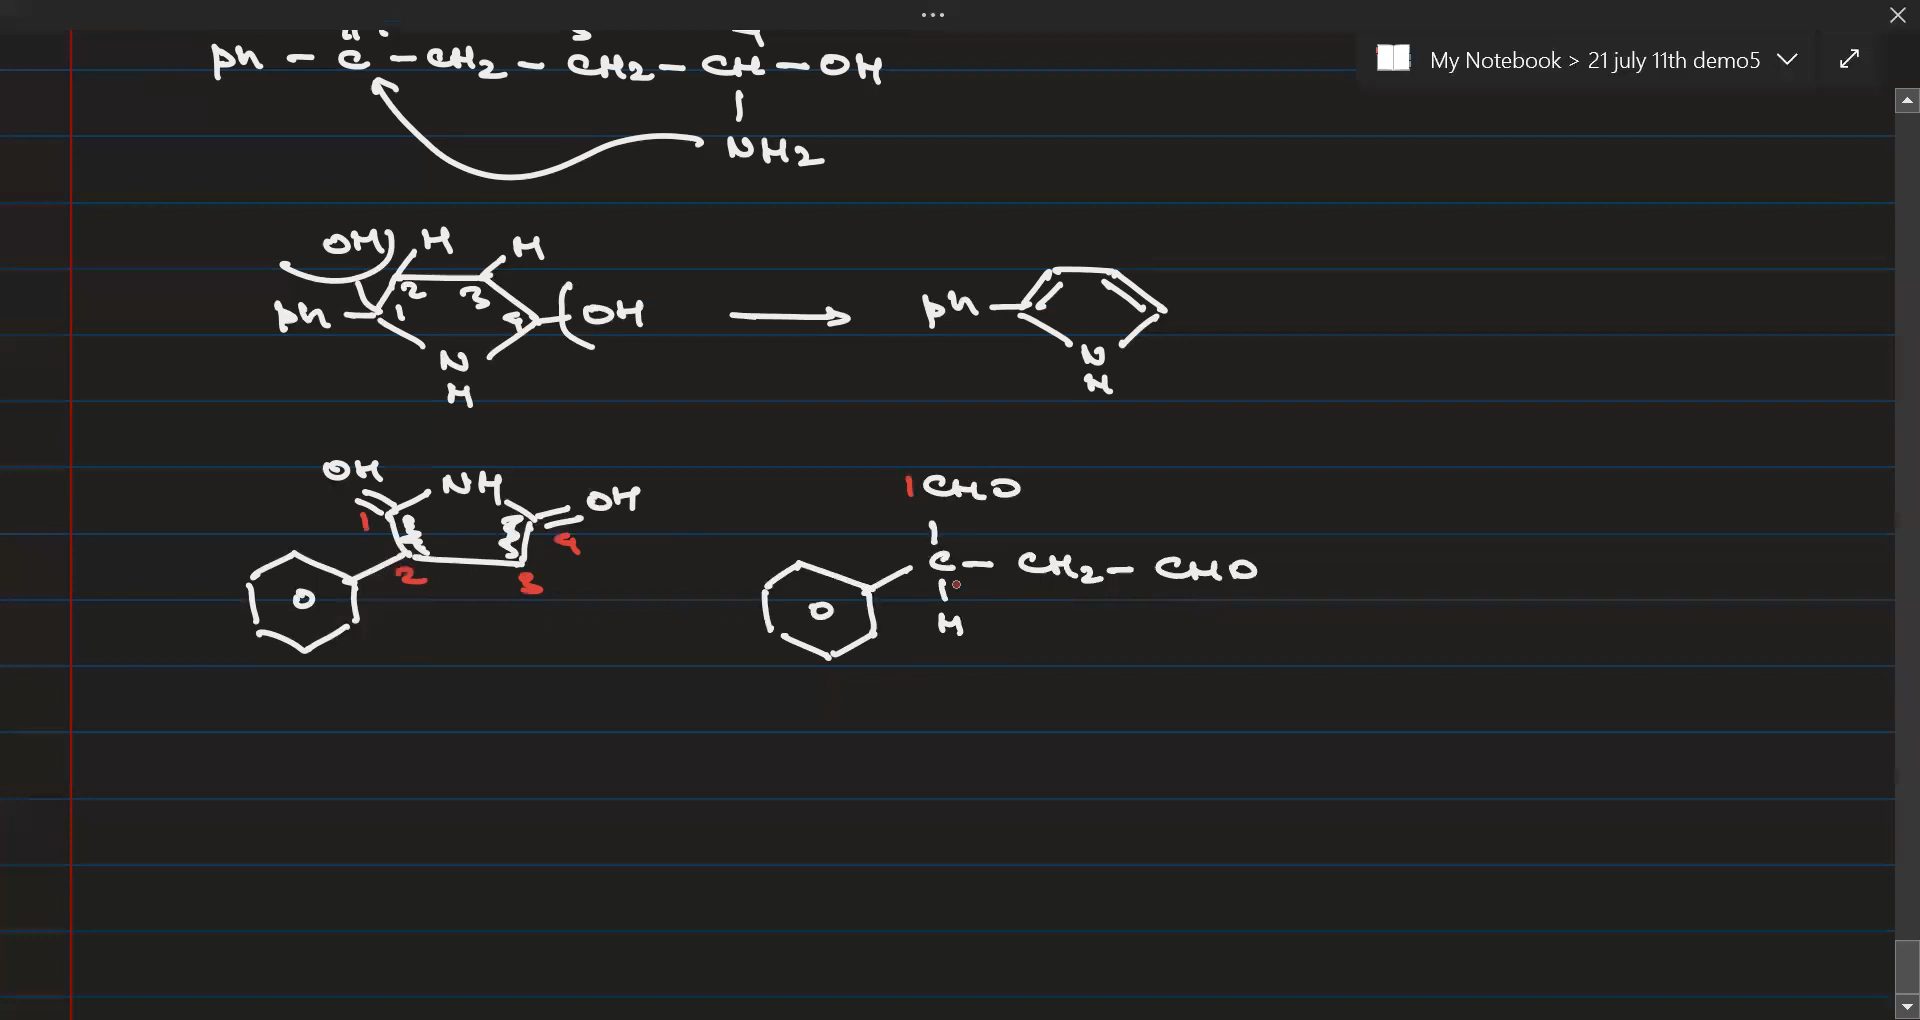 My Notebook > 21 july 11th demo5
Ph - C - CH2 - CH2 - CH - OH
NH2
OH H H
Ph 1 2 3 4 OH
N
H
Ph
N
H
OH NH OH
1 2 3 4
1 CHO
C - CH2 - CHO
H